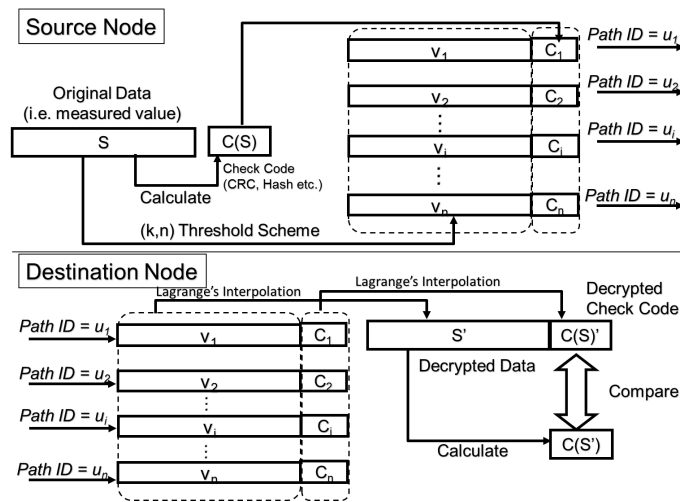 Source Node
Original Data
(i.e. measured value)
S
C(S)
Check Code
(CRC, Hash etc.)
Calculate
(k,n) Threshold Scheme
v1 C1 Path ID = u1
v2 C2 Path ID = u2
⋮ ⋮
vi Ci Path ID = ui
⋮ ⋮
vn Cn Path ID = un
Destination Node
Lagrange's Interpolation
Lagrange's Interpolation
Decrypted
Check Code
Path ID = u1 v1 C1
Path ID = u2 v2 C2
⋮ ⋮
Path ID = ui vi Ci
⋮ ⋮
Path ID = un vn Cn
S' C(S)'
Decrypted Data
Compare
Calculate
C(S')